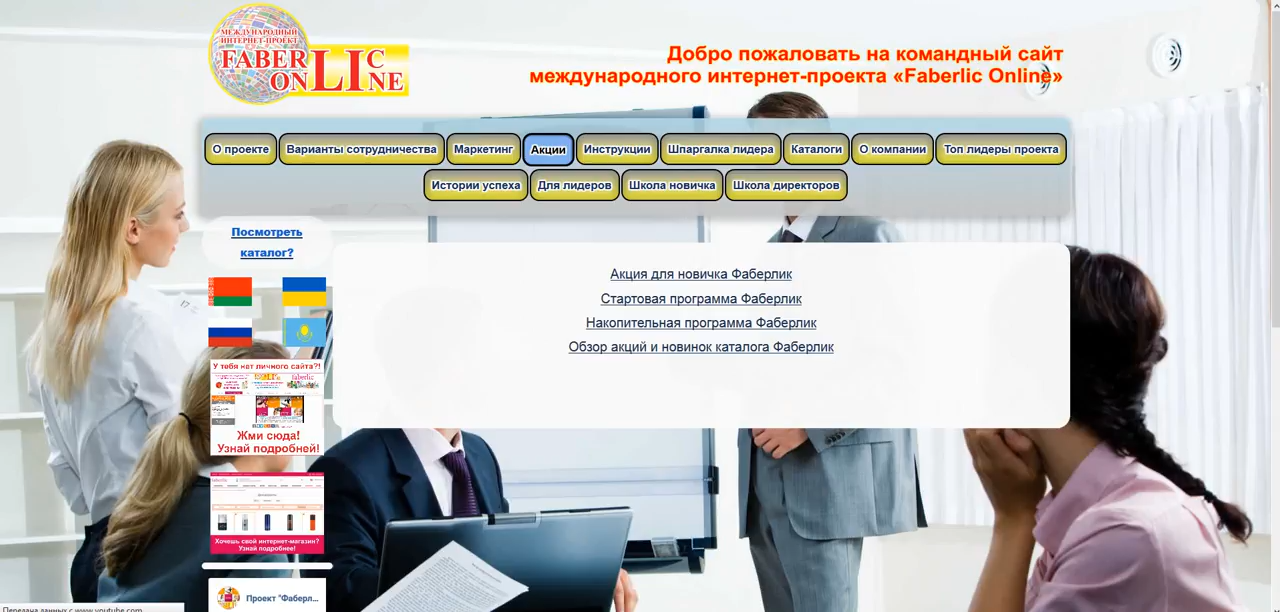 МЕЖДУНАРОДНЫЙ
ИНТЕРНЕТ-ПРОЕКТ
FABERLIC
ONLINE
Добро пожаловать на командный сайт
международного интернет-проекта «Faberlic Online»
О проекте
Варианты сотрудничества
Маркетинг
Акции
Инструкции
Шпаргалка лидера
Каталоги
О компании
Топ лидеры проекта
Истории успеха
Для лидеров
Школа новичка
Школа директоров
Посмотреть
каталог?
Акция для новичка Фаберлик
Стартовая программа Фаберлик
Накопительная программа Фаберлик
Обзор акций и новинок каталога Фаберлик
17
У тебя нет личного сайта?!
Faberlic
Жми сюда!
Узнай подробней!
Хочешь свой интернет-магазин?
Узнай подробнее!
Проект "Фаберл...
Передача данных с www.youtube.com